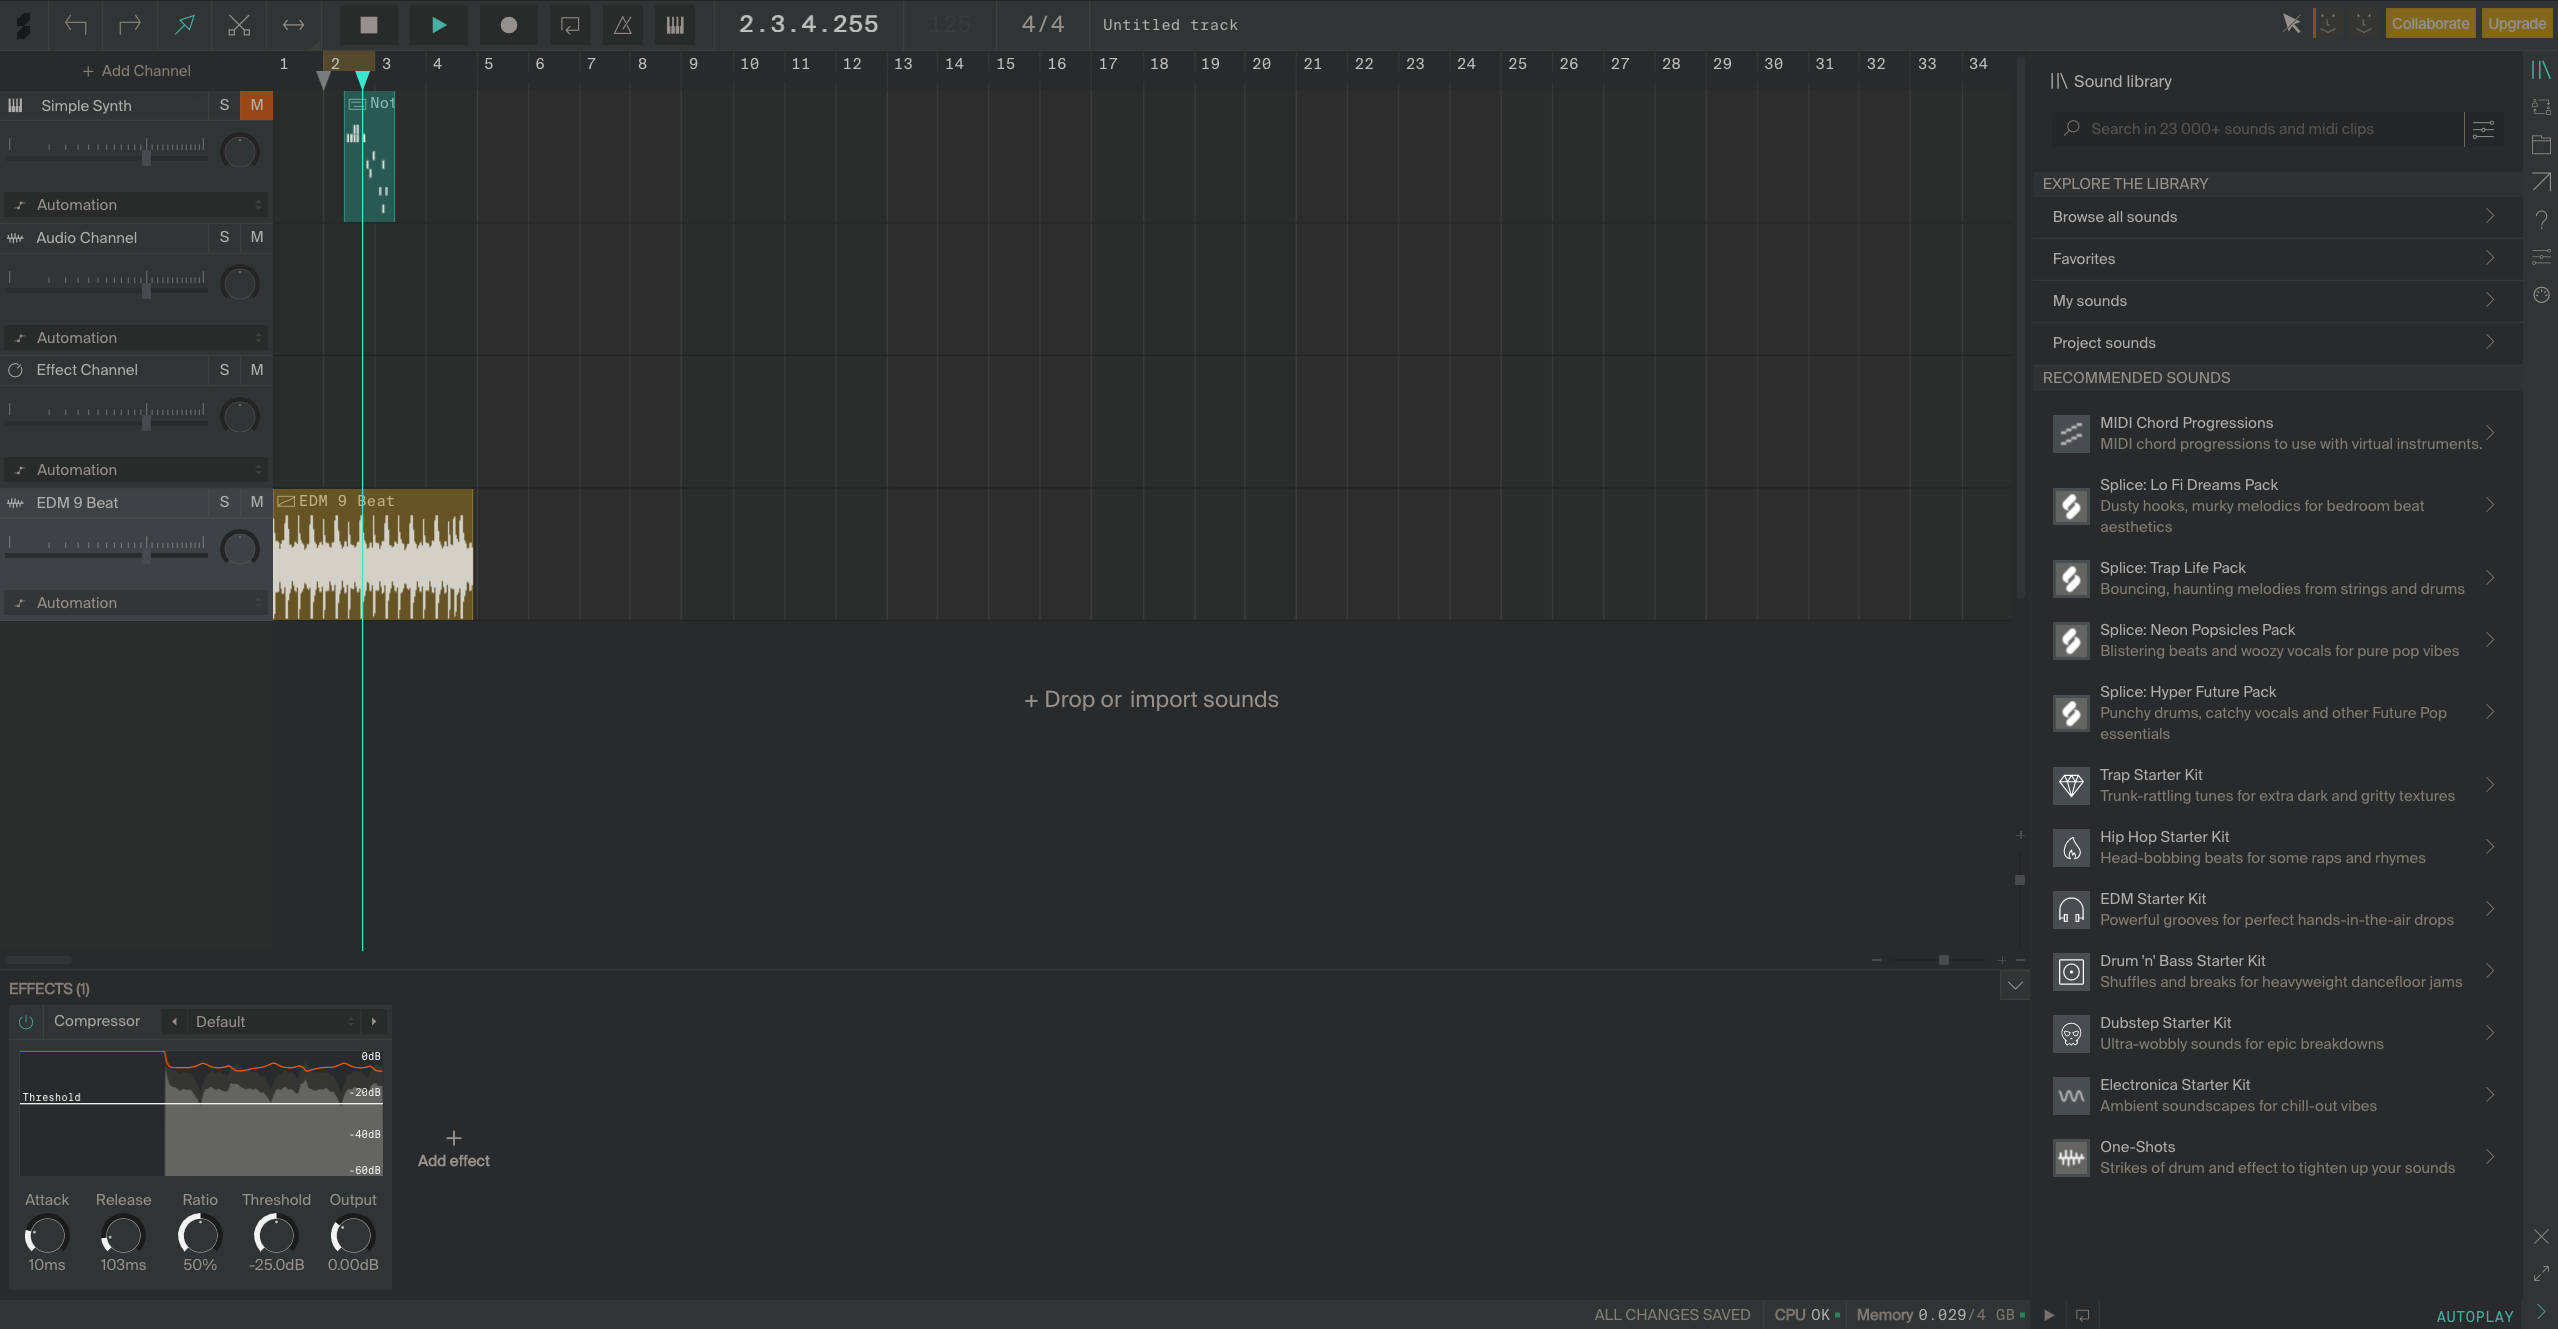 2.3.4.255 125 4/4 Untitled track Collaborate Upgrade
+ Add Channel
1 2 3 4 5 6 7 8 9 10 11 12 13 14 15 16 17 18 19 20 21 22 23 24 25 26 27 28 29 30 31 32 33 34
Simple Synth S M
Not
Automation
Audio Channel S M
Automation
Effect Channel S M
Automation
EDM 9 Beat S M
EDM 9 Beat
Automation
+ Drop or import sounds
Sound library
Search in 23 000+ sounds and midi clips
EXPLORE THE LIBRARY
Browse all sounds
Favorites
My sounds
Project sounds
RECOMMENDED SOUNDS
MIDI Chord Progressions
MIDI chord progressions to use with virtual instruments.
Splice: Lo Fi Dreams Pack
Dusty hooks, murky melodies for bedroom beat
aesthetics
Splice: Trap Life Pack
Bouncing, haunting melodies from strings and drums
Splice: Neon Popsicles Pack
Blistering beats and woozy vocals for pure pop vibes
Splice: Hyper Future Pack
Punchy drums, catchy vocals and other Future Pop
essentials
Trap Starter Kit
Trunk-rattling tunes for extra dark and gritty textures
Hip Hop Starter Kit
Head-bobbing beats for some raps and rhymes
EDM Starter Kit
Powerful grooves for perfect hands-in-the-air drops
Drum 'n' Bass Starter Kit
Shuffles and breaks for heavyweight dancefloor jams
Dubstep Starter Kit
Ultra-wobbly sounds for epic breakdowns
Electronica Starter Kit
Ambient soundscapes for chill-out vibes
One-Shots
Strikes of drum and effect to tighten up your sounds
EFFECTS (1)
Compressor Default
0dB
-20dB
Threshold
-40dB
-60dB
Attack Release Ratio Threshold Output
10ms 103ms 50% -25.0dB 0.00dB
+
Add effect
ALL CHANGES SAVED CPU OK Memory 0.029/4 GB
AUTOPLAY